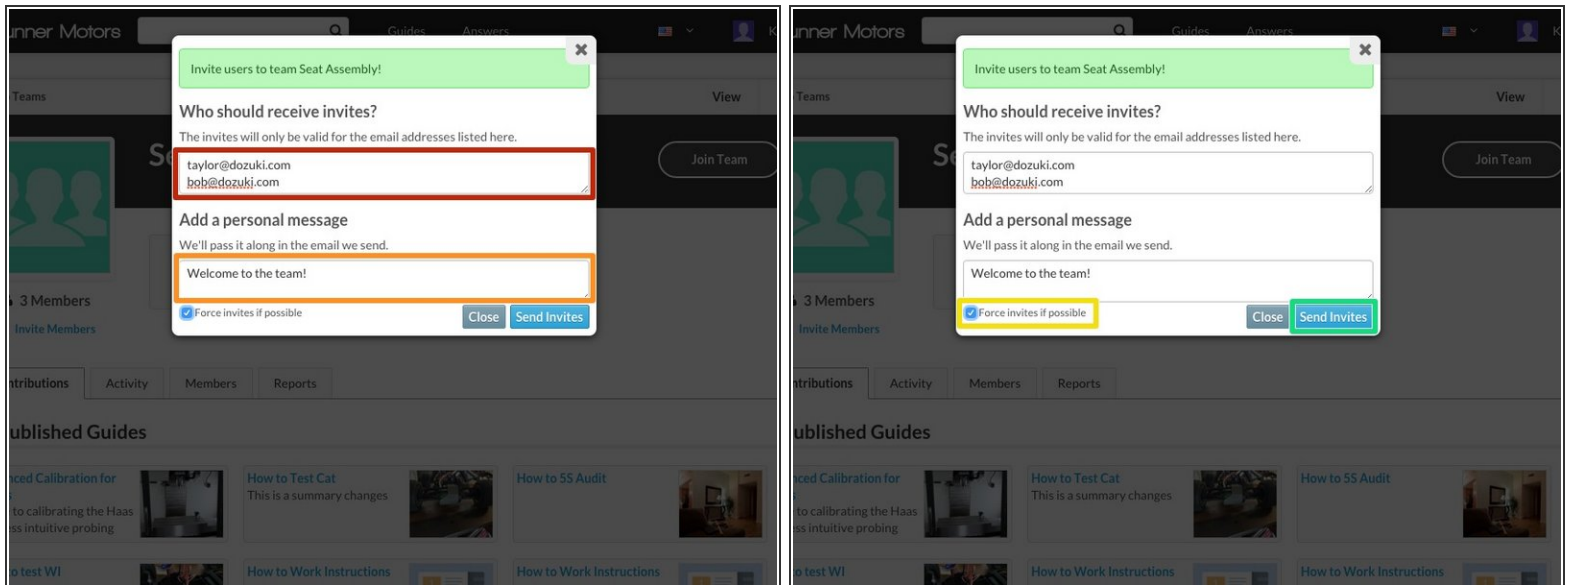 unner Motors
Guides
Answers
K
Invite users to team Seat Assembly!
Teams
View
Who should receive invites?
The invites will only be valid for the email addresses listed here.
Se
Join Team
taylor@dozuki.com
bob@dozuki.com
Add a personal message
We'll pass it along in the email we send.
Welcome to the team!
3 Members
Force invites if possible
Close
Send Invites
Invite Members
ntributions
Activity
Members
Reports
ublished Guides
nced Calibration for
to calibrating the Haas
ess intuitive probing
How to Test Cat
This is a summary changes
How to 5S Audit
o test WI
How to Work Instructions
How to Work Instructions
unner Motors
Guides
Answers
K
Invite users to team Seat Assembly!
Teams
View
Who should receive invites?
The invites will only be valid for the email addresses listed here.
Se
Join Team
taylor@dozuki.com
bob@dozuki.com
Add a personal message
We'll pass it along in the email we send.
Welcome to the team!
3 Members
Force invites if possible
Close
Send Invites
Invite Members
ntributions
Activity
Members
Reports
ublished Guides
nced Calibration for
to calibrating the Haas
ess intuitive probing
How to Test Cat
This is a summary changes
How to 5S Audit
o test WI
How to Work Instructions
How to Work Instructions